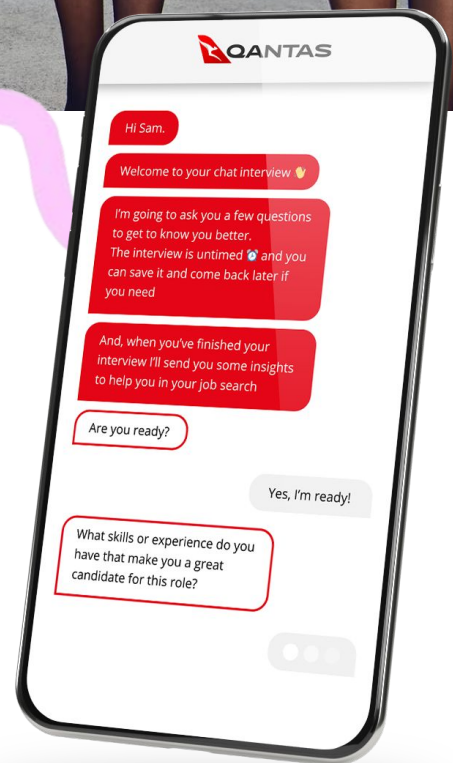 QANTAS
Hi Sam.
Welcome to your chat interview 👋
I'm going to ask you a few questions
to get to know you better.
The interview is untimed ⏰ and you
can save it and come back later if
you need
And, when you've finished your
interview I'll send you some insights
to help you in your job search
Are you ready?
Yes, I'm ready!
What skills or experience do you
have that make you a great
candidate for this role?